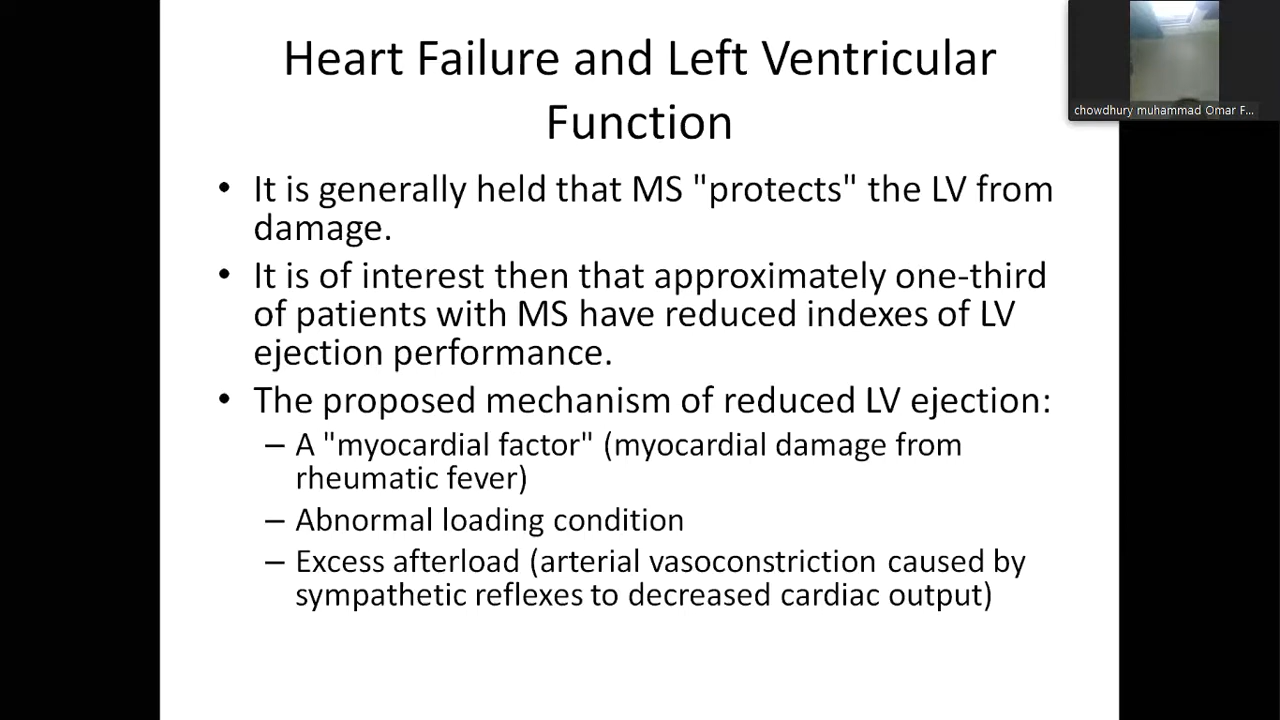 Heart Failure and Left Ventricular
Function
• It is generally held that MS "protects" the LV from
damage.
• It is of interest then that approximately one-third
of patients with MS have reduced indexes of LV
ejection performance.
• The proposed mechanism of reduced LV ejection:
– A "myocardial factor" (myocardial damage from
rheumatic fever)
– Abnormal loading condition
– Excess afterload (arterial vasoconstriction caused by
sympathetic reflexes to decreased cardiac output)
chowdhury muhammad Omar F...